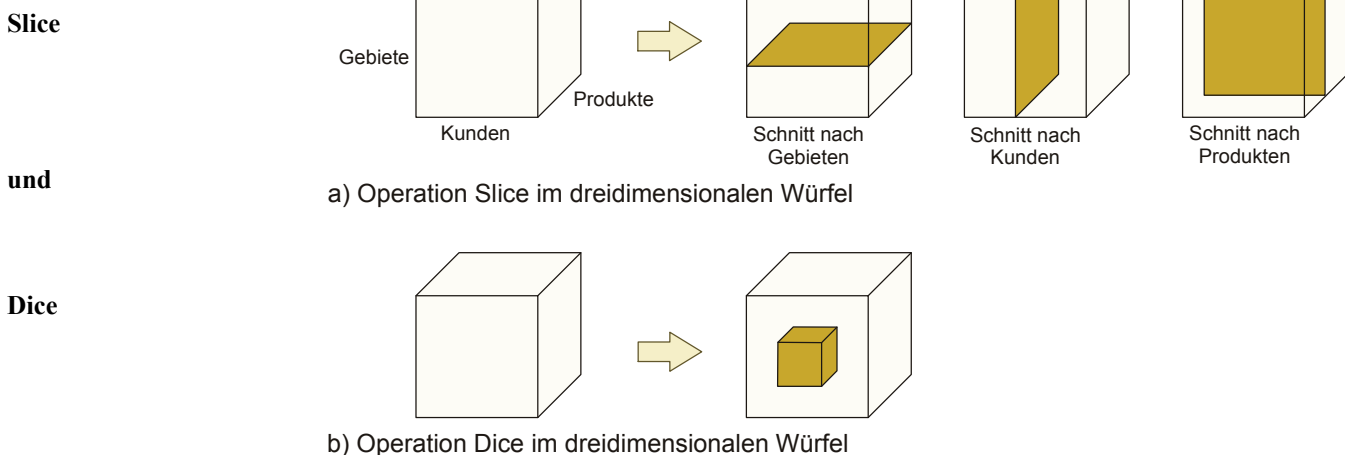 Slice
Gebiete
Produkte
Kunden
Schnitt nach
Gebieten
Schnitt nach
Kunden
Schnitt nach
Produkten
und
a) Operation Slice im dreidimensionalen Würfel
Dice
b) Operation Dice im dreidimensionalen Würfel